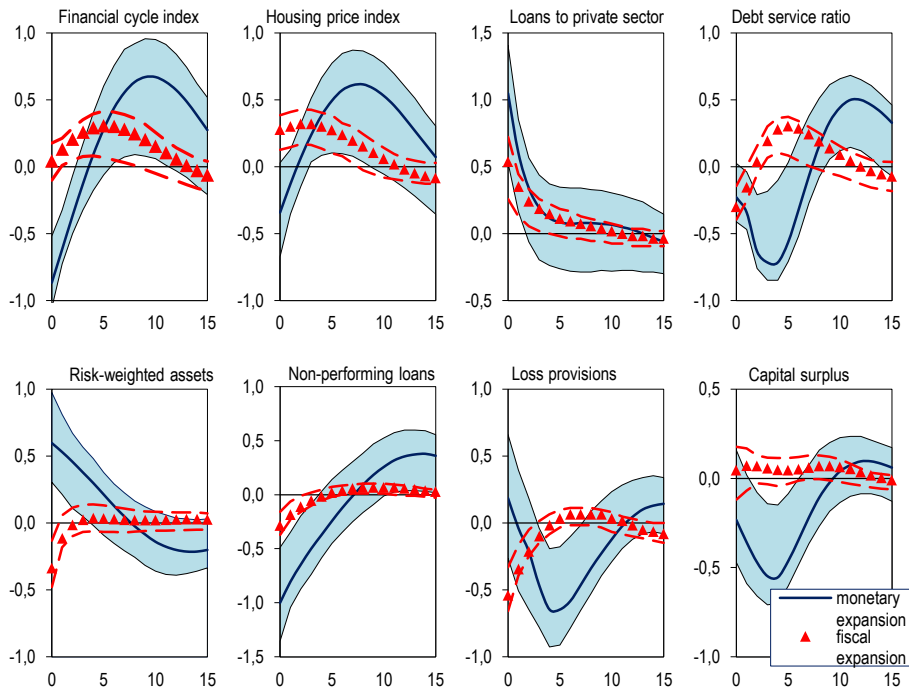 Financial cycle index
1,0
0,5
0,0
-0,5
-1,0
0 5 10 15
Housing price index
1,0
0,5
0,0
-0,5
-1,0
0 5 10 15
Loans to private sector
1,5
1,0
0,5
0,0
0,5
0 5 10 15
Debt service ratio
1,0
0,5
0,0
-0,5
-1,0
0 5 10 15
Risk-weighted assets
1,0
0,5
0,0
-0,5
-1,0
0 5 10 15
Non-performing loans
1,0
0,5
0,0
-0,5
-1,0
-1,5
0 5 10 15
Loss provisions
1,0
0,5
0,0
-0,5
-1,0
0 5 10 15
Capital surplus
0,5
0,0
-0,5
-1,0
0 5 10 15
monetary
expansion
fiscal
expansion